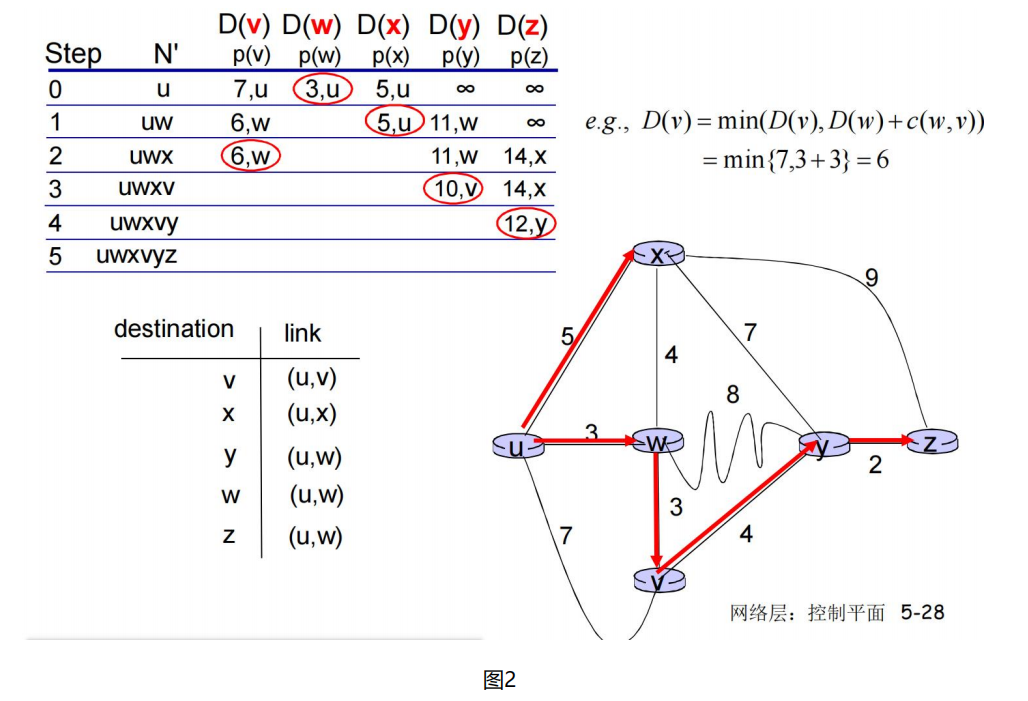 D(v) D(w) D(x) D(y) D(z)
Step N' p(v) p(w) p(x) p(y) p(z)
0 u 7,u 3,u 5,u ∞ ∞
1 uw 6,w 5,u 11,w ∞
2 uwx 6,w 11,w 14,x
3 uwxv 10,v 14,x
4 uwxvy 12,y
5 uwxvyz
e.g., D(v) = min(D(v), D(w)+c(w,v))
= min{7,3+3} = 6
destination link
v (u,v)
x (u,x)
y (u,w)
w (u,w)
z (u,w)
x
9
5
7
4
8
3
u
w
y
z
2
3
7
4
v
网络层：控制平面 5-28
图2